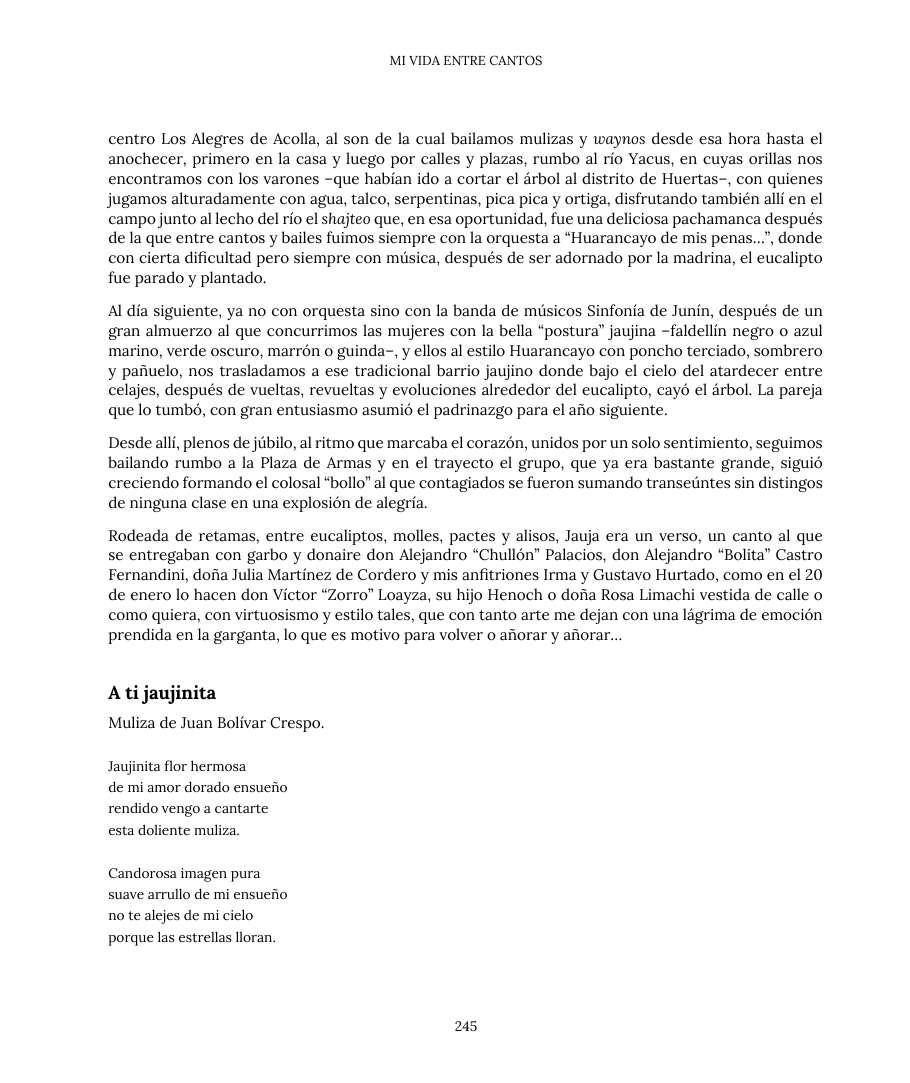 MI VIDA ENTRE CANTOS
centro Los Alegres de Acolla, al son de la cual bailamos mulizas y waynos desde esa hora hasta el
anochecer, primero en la casa y luego por calles y plazas, rumbo al río Yacus, en cuyas orillas nos
encontramos con los varones –que habían ido a cortar el árbol al distrito de Huertas–, con quienes
jugamos alturadamente con agua, talco, serpentinas, pica pica y ortiga, disfrutando también allí en el
campo junto al lecho del río el shajteo que, en esa oportunidad, fue una deliciosa pachamanca después
de la que entre cantos y bailes fuimos siempre con la orquesta a “Huarancayo de mis penas…”, donde
con cierta dificultad pero siempre con música, después de ser adornado por la madrina, el eucalipto
fue parado y plantado.
Al día siguiente, ya no con orquesta sino con la banda de músicos Sinfonía de Junín, después de un
gran almuerzo al que concurrimos las mujeres con la bella “postura” jaujina –faldellín negro o azul
marino, verde oscuro, marrón o guinda–, y ellos al estilo Huarancayo con poncho terciado, sombrero
y pañuelo, nos trasladamos a ese tradicional barrio jaujino donde bajo el cielo del atardecer entre
celajes, después de vueltas, revueltas y evoluciones alrededor del eucalipto, cayó el árbol. La pareja
que lo tumbó, con gran entusiasmo asumió el padrinazgo para el año siguiente.
Desde allí, plenos de júbilo, al ritmo que marcaba el corazón, unidos por un solo sentimiento, seguimos
bailando rumbo a la Plaza de Armas y en el trayecto el grupo, que ya era bastante grande, siguió
creciendo formando el colosal “bollo” al que contagiados se fueron sumando transeúntes sin distingos
de ninguna clase en una explosión de alegría.
Rodeada de retamas, entre eucaliptos, molles, pactes y alisos, Jauja era un verso, un canto al que
se entregaban con garbo y donaire don Alejandro “Chullón” Palacios, don Alejandro “Bolita” Castro
Fernandini, doña Julia Martínez de Cordero y mis anfitriones Irma y Gustavo Hurtado, como en el 20
de enero lo hacen don Víctor “Zorro” Loayza, su hijo Henoch o doña Rosa Limachi vestida de calle o
como quiera, con virtuosismo y estilo tales, que con tanto arte me dejan con una lágrima de emoción
prendida en la garganta, lo que es motivo para volver o añorar y añorar…
A ti jaujinita
Muliza de Juan Bolívar Crespo.
Jaujinita flor hermosa
de mi amor dorado ensueño
rendido vengo a cantarte
esta doliente muliza.
Candorosa imagen pura
suave arrullo de mi ensueño
no te alejes de mi cielo
porque las estrellas lloran.
245